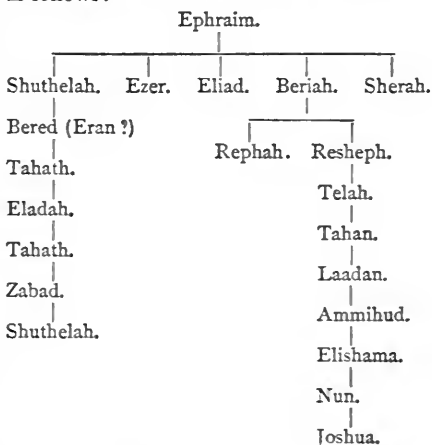 Ephraim.
Shuthelah. Ezer. Eliad. Beriah. Sherah.
Bered (Eran ?)
Rephah. Resheph.
Tahath.
Telah.
Eladah.
Tahan.
Tahath.
Laadan.
Zabad.
Ammihud.
Shuthelah.
Elishama.
Nun.
Joshua.